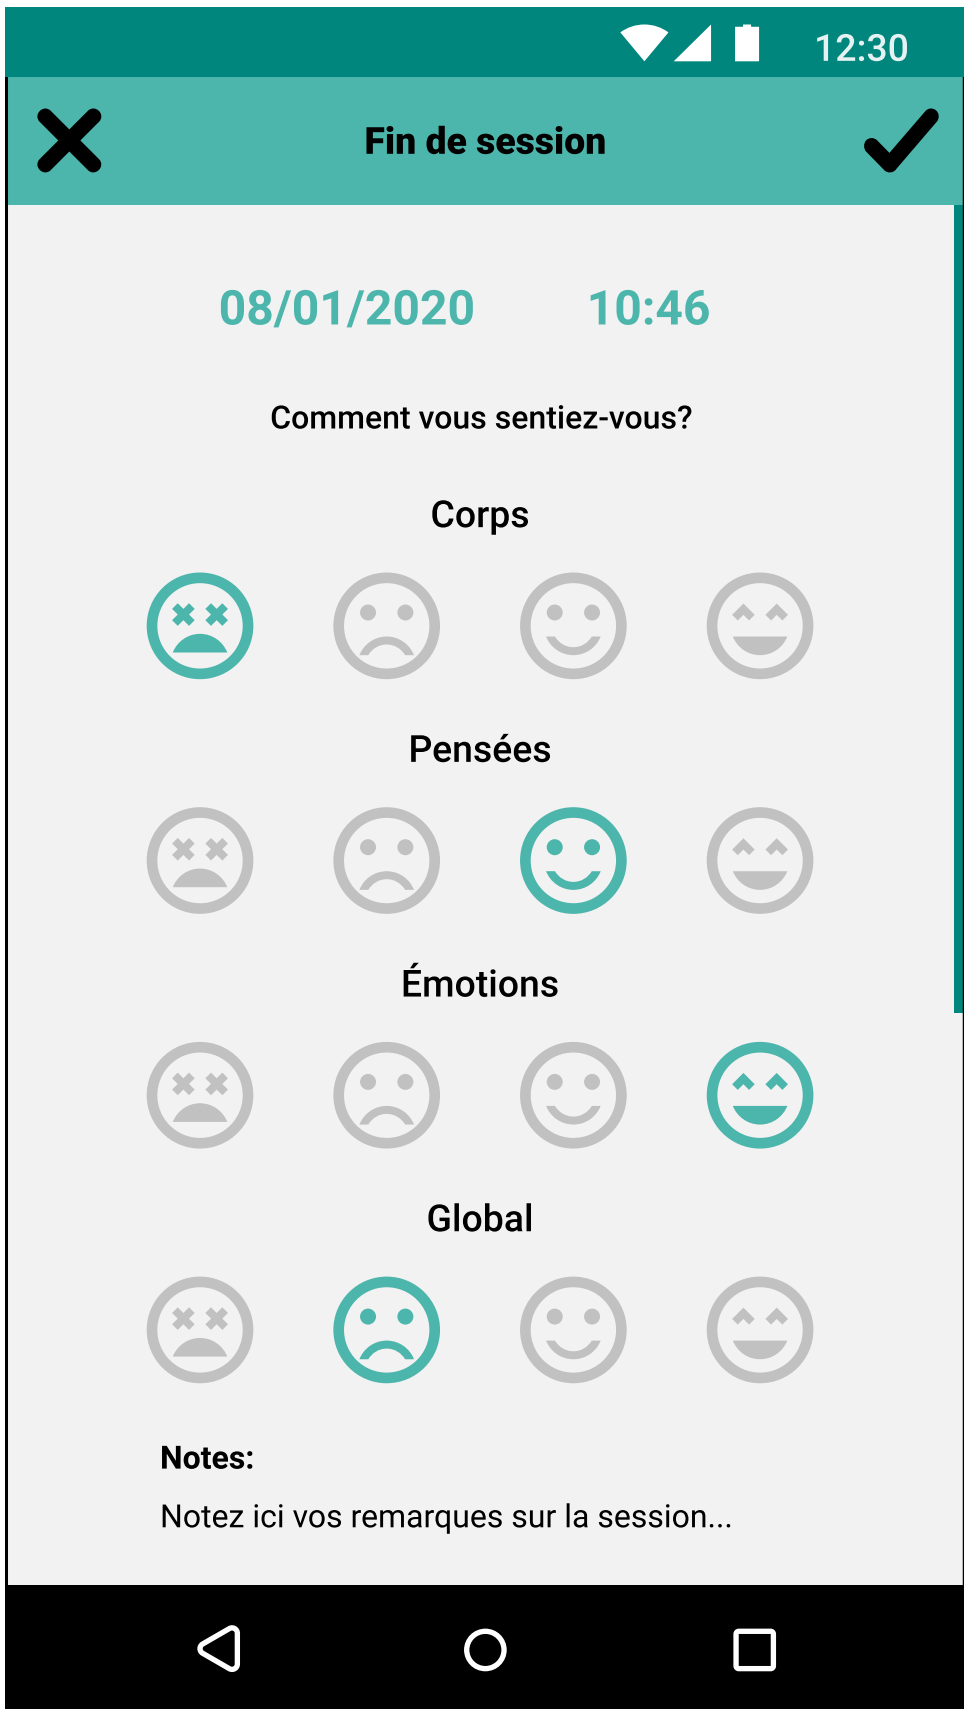 12:30
Fin de session
08/01/2020 10:46
Comment vous sentiez-vous?
Corps
Pensées
Émotions
Global
Notes:
Notez ici vos remarques sur la session...